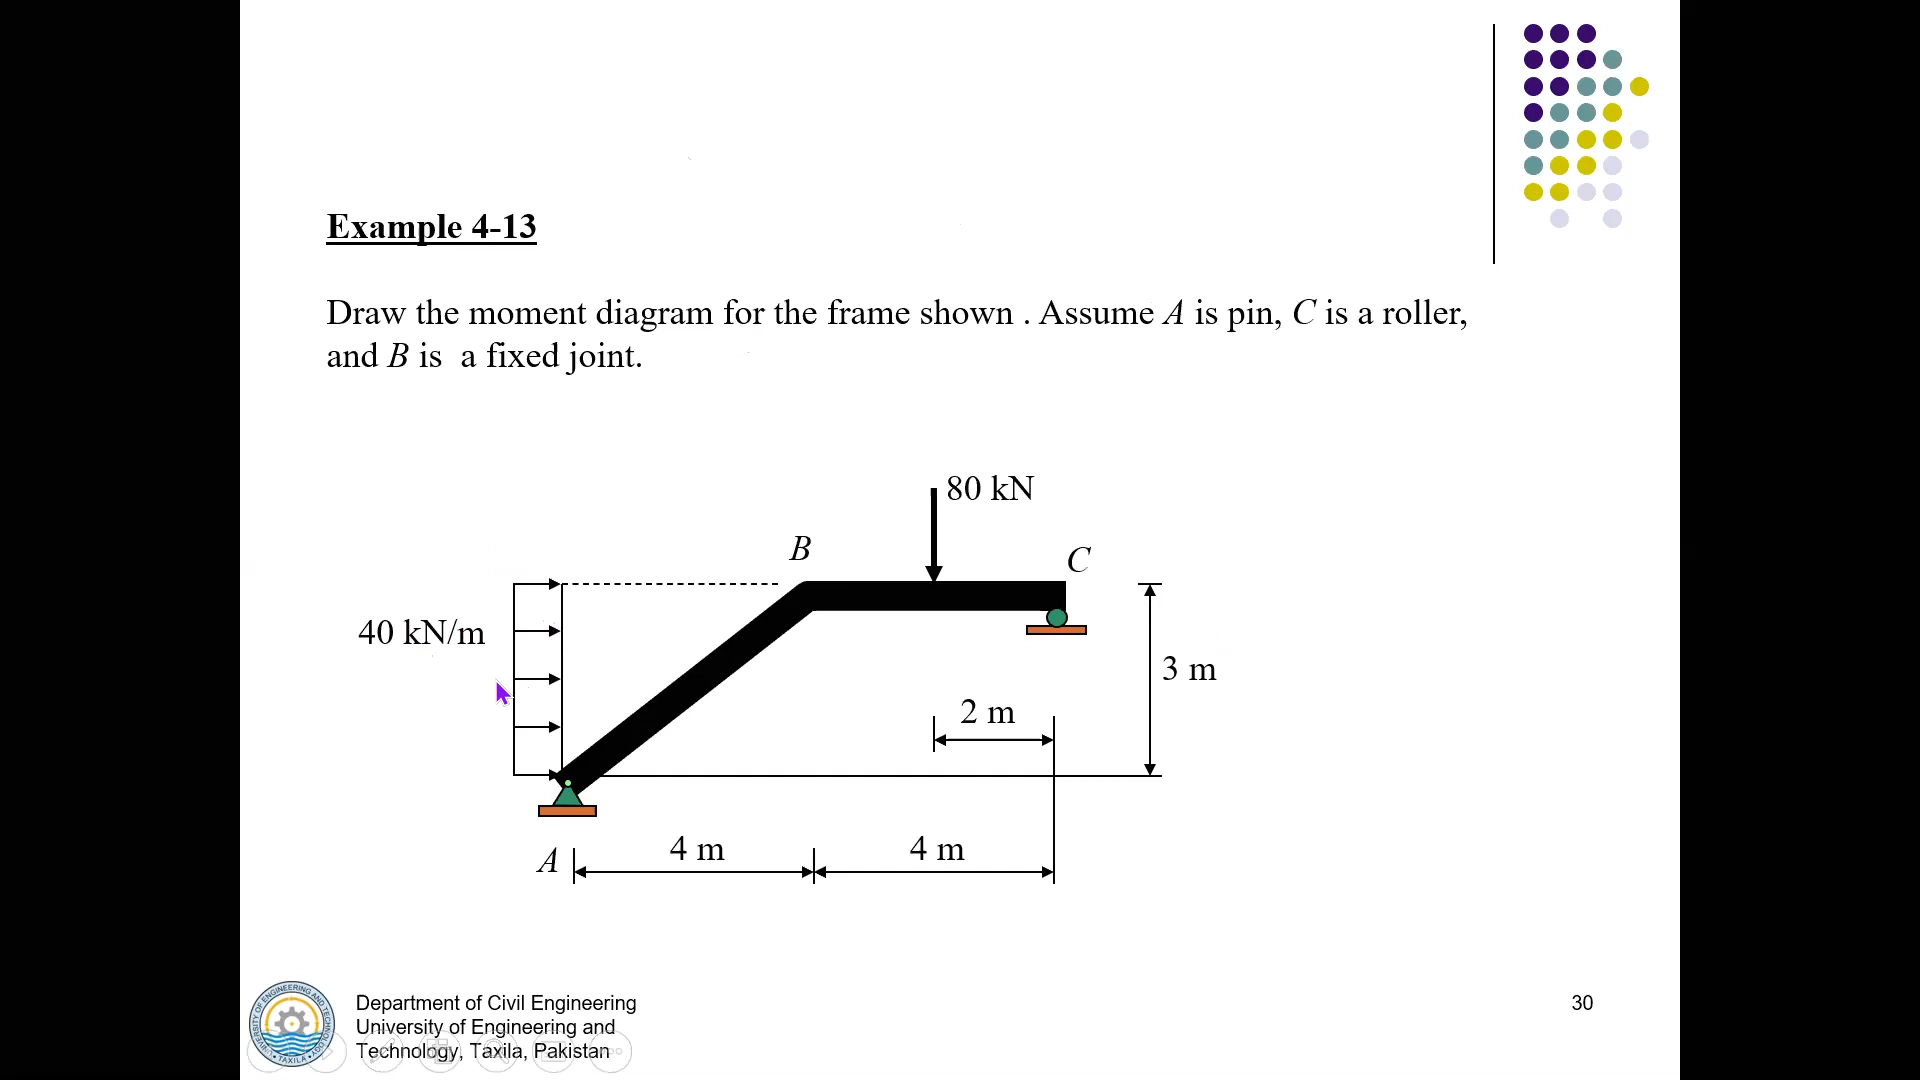 Example 4-13
Draw the moment diagram for the frame shown . Assume A is pin, C is a roller,
and B is  a fixed joint.
80 kN
B
C
40 kN/m
3 m
2 m
A
4 m
4 m
Department of Civil Engineering
University of Engineering and
Technology, Taxila, Pakistan
30